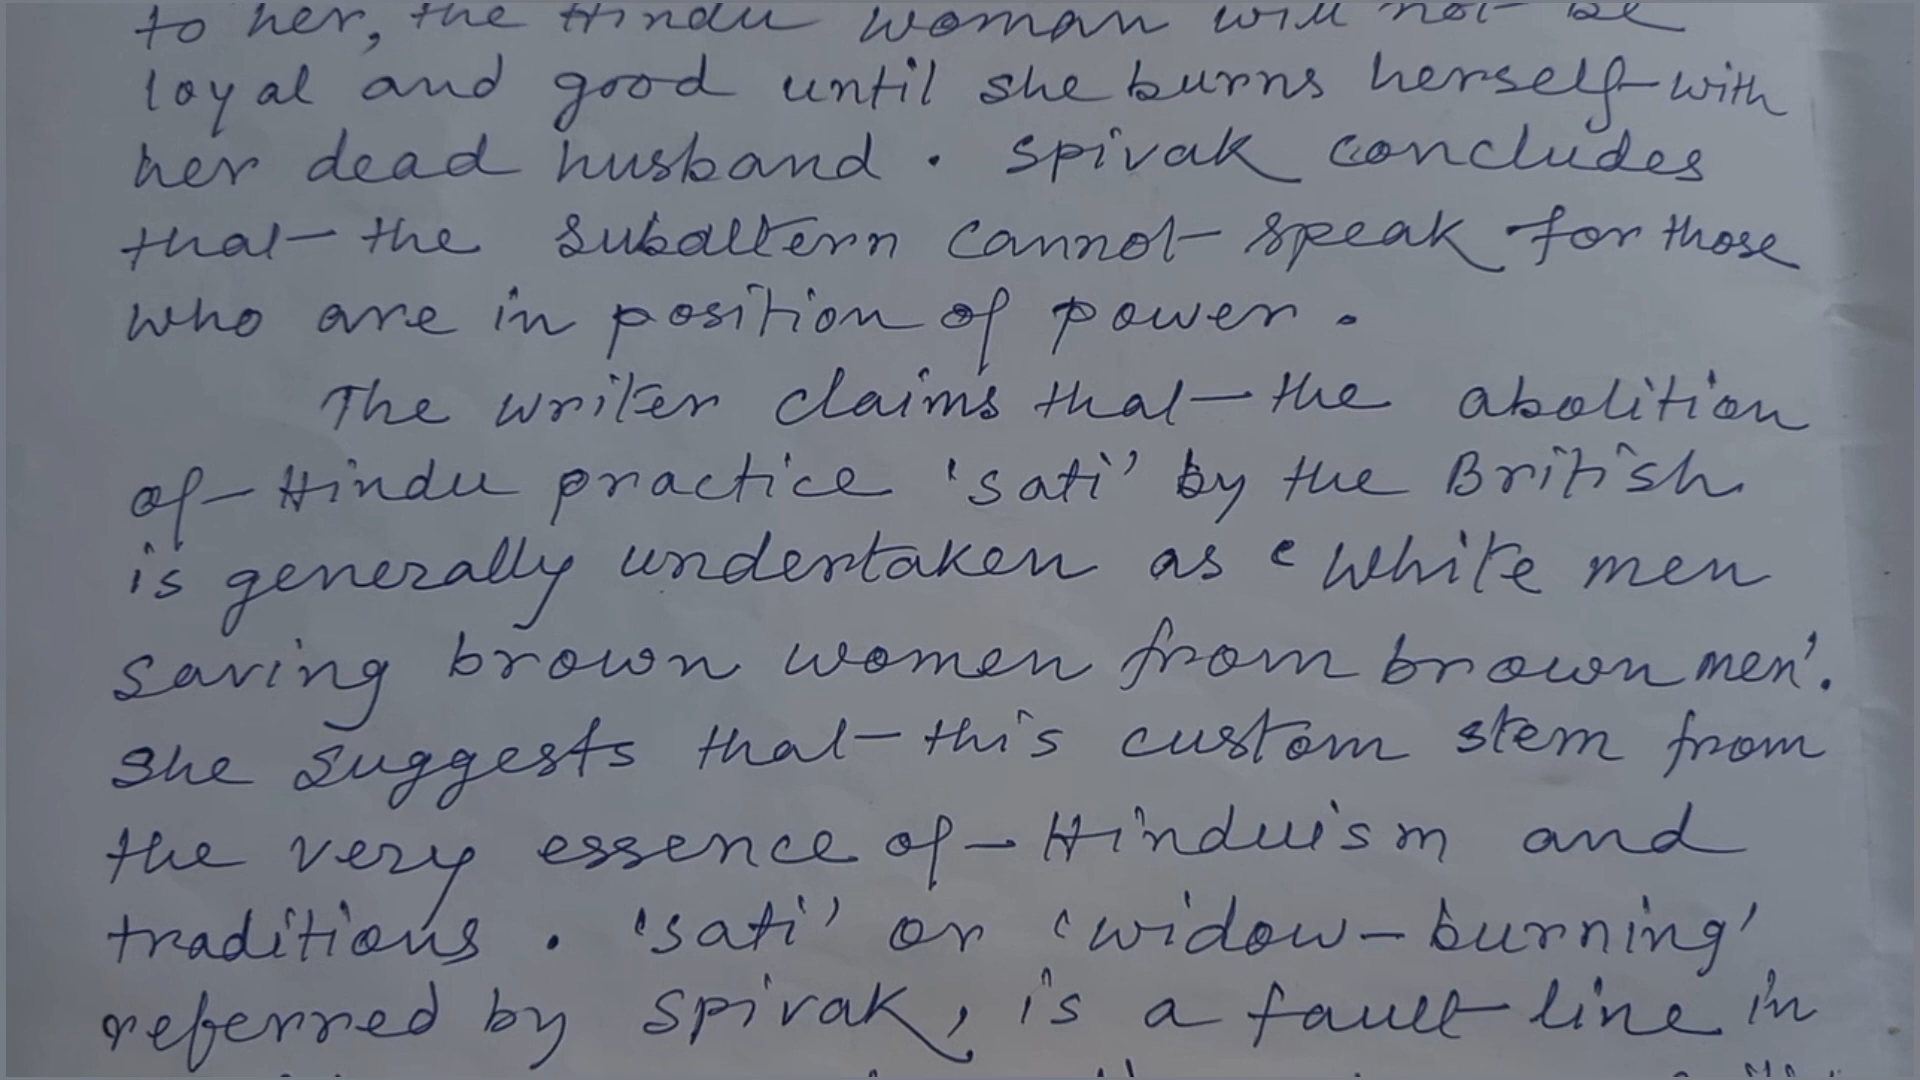 to her, the Hindu woman will not be
loyal and good until she burns herself with
her dead husband. Spivak concludes
that the subaltern cannot speak for those
who are in position of power.
The writer claims that the abolition
of Hindu practice 'sati' by the British
is generally undertaken as 'White men
saving brown women from brown men'.
She suggests that this custom stem from
the very essence of Hinduism and
traditions. 'sati' or 'widow-burning'
referred by Spivak, is a fault line in